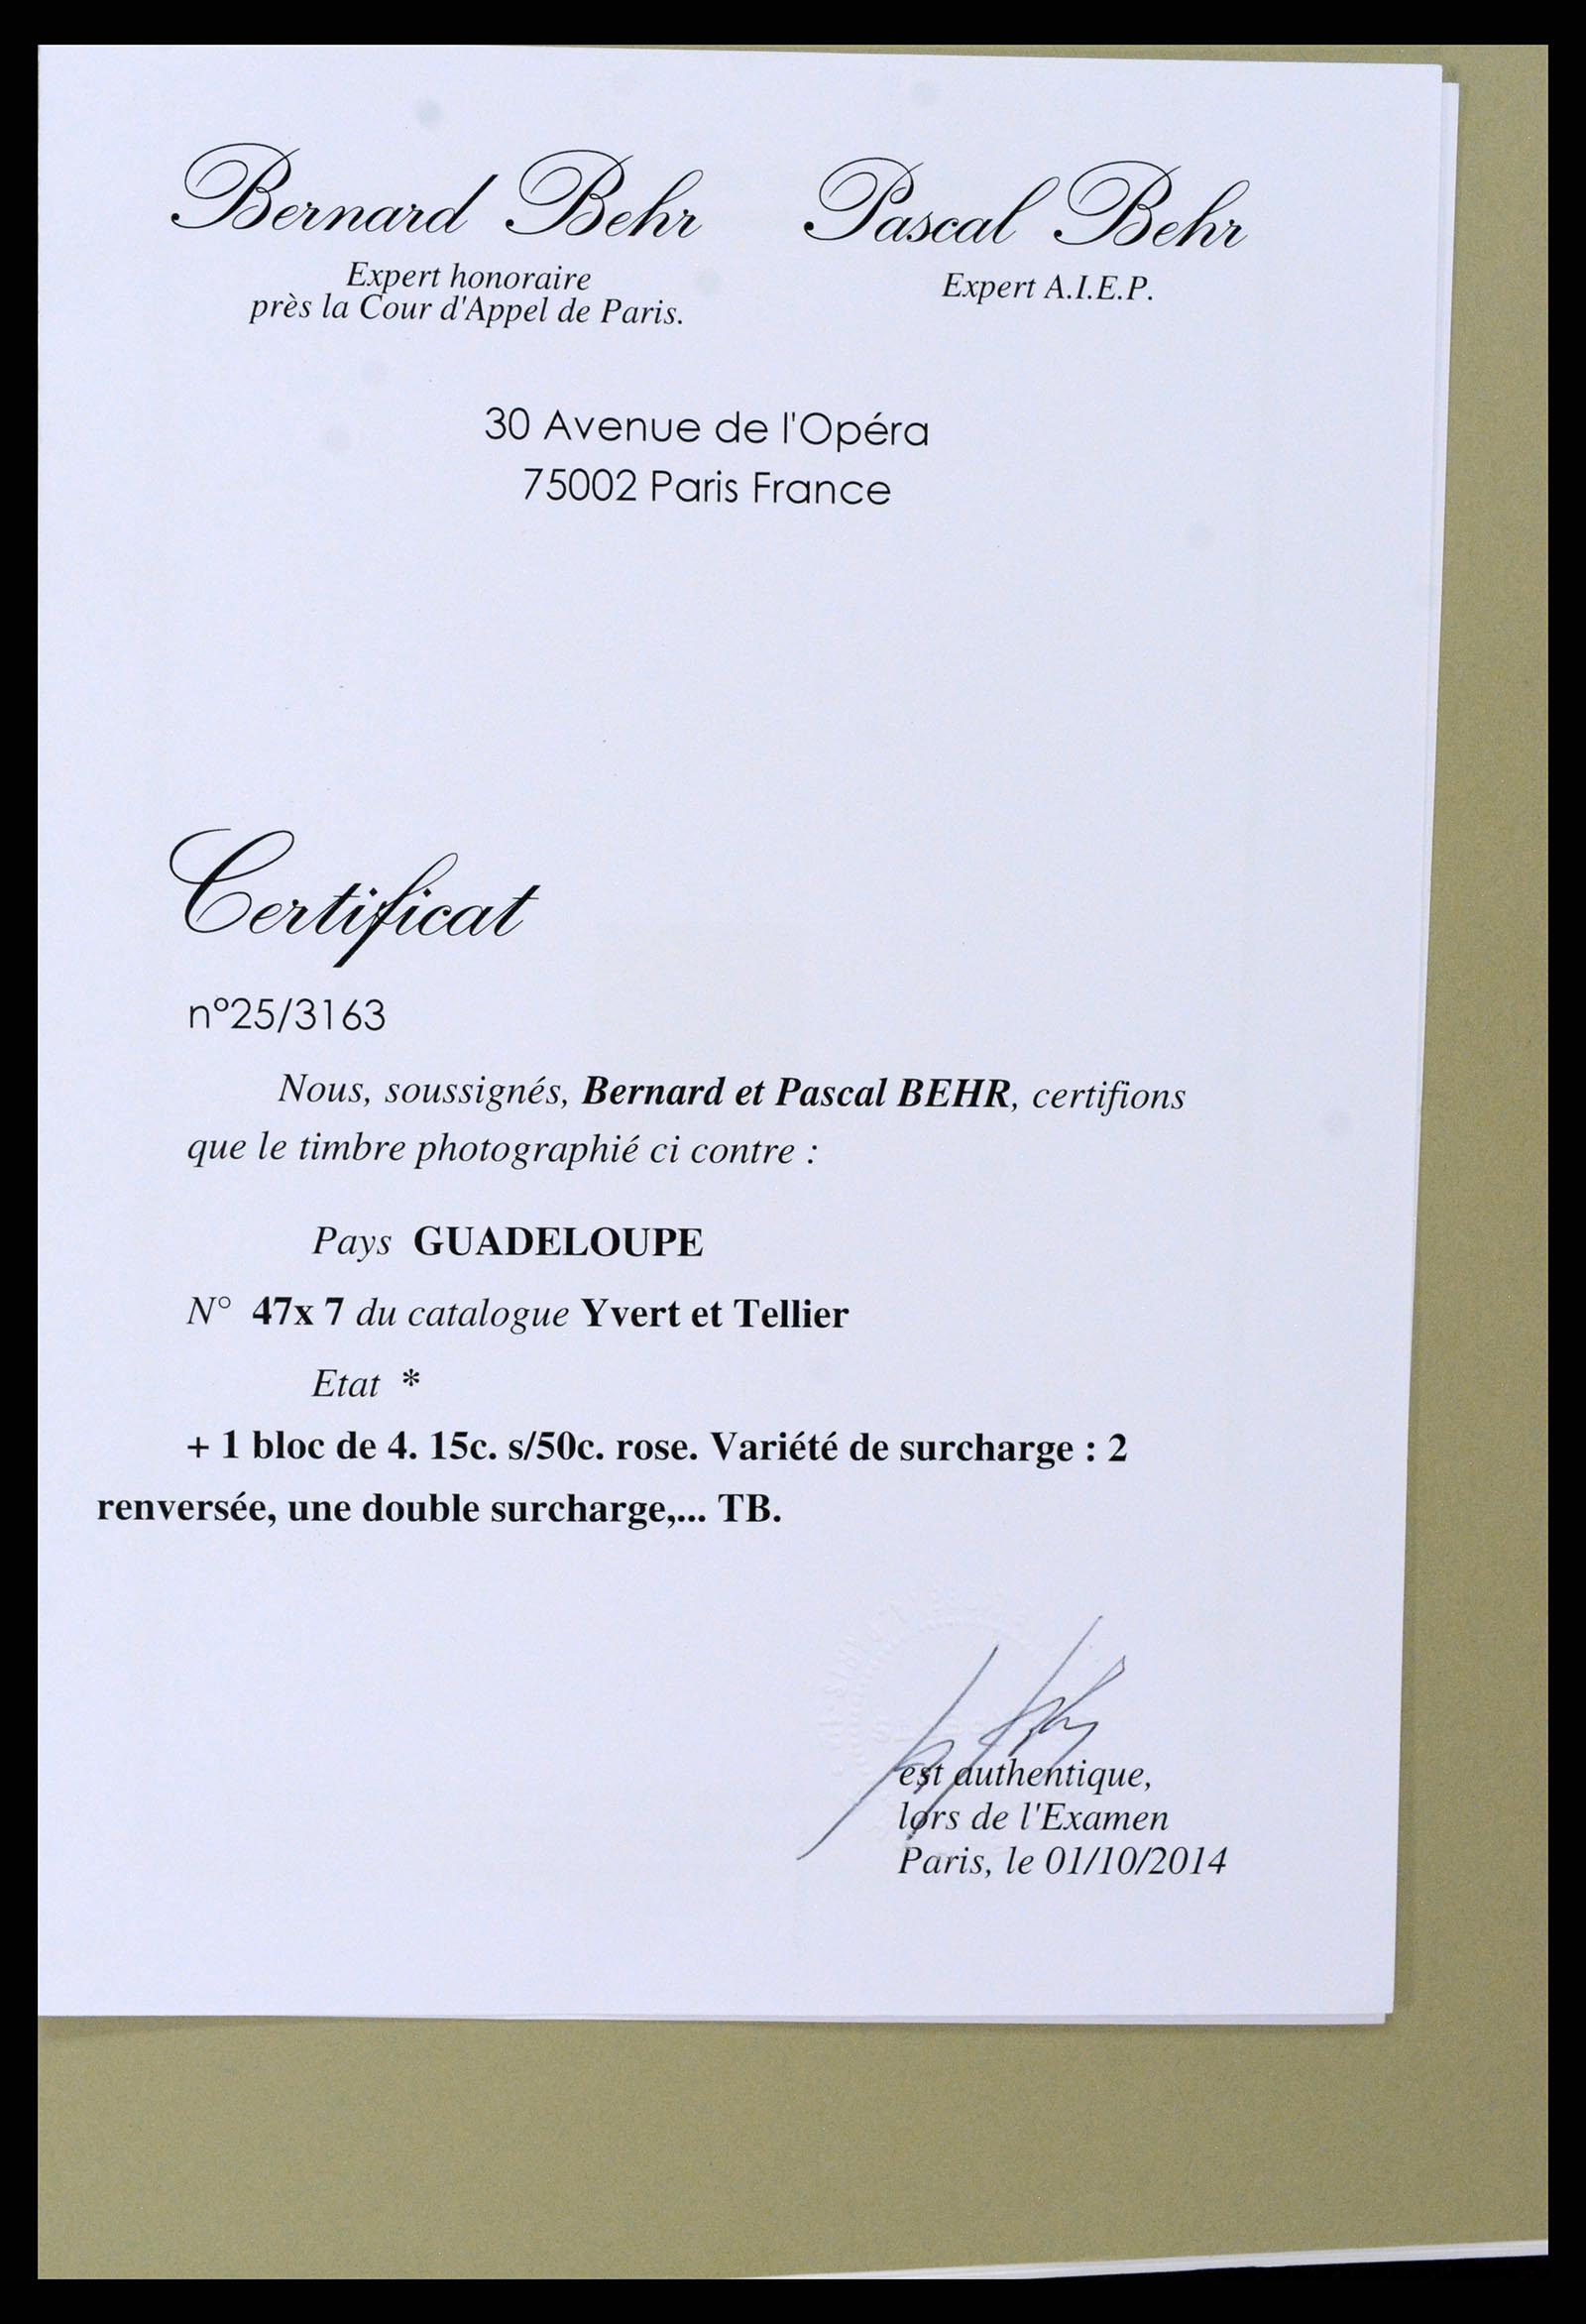 Bernard Behr Pascal Behr
Expert honoraire
près la Cour d'Appel de Paris.
Expert A.I.E.P.
30 Avenue de l'Opéra
75002 Paris France
Certificat
n°25/3163
Nous, soussignés, Bernard et Pascal BEHR, certifions
que le timbre photographié ci contre :
Pays GUADELOUPE
N° 47x 7 du catalogue Yvert et Tellier
Etat *
+ 1 bloc de 4. 15c. s/50c. rose. Variété de surcharge : 2
renversée, une double surcharge,... TB.
est authentique,
lors de l'Examen
Paris, le 01/10/2014